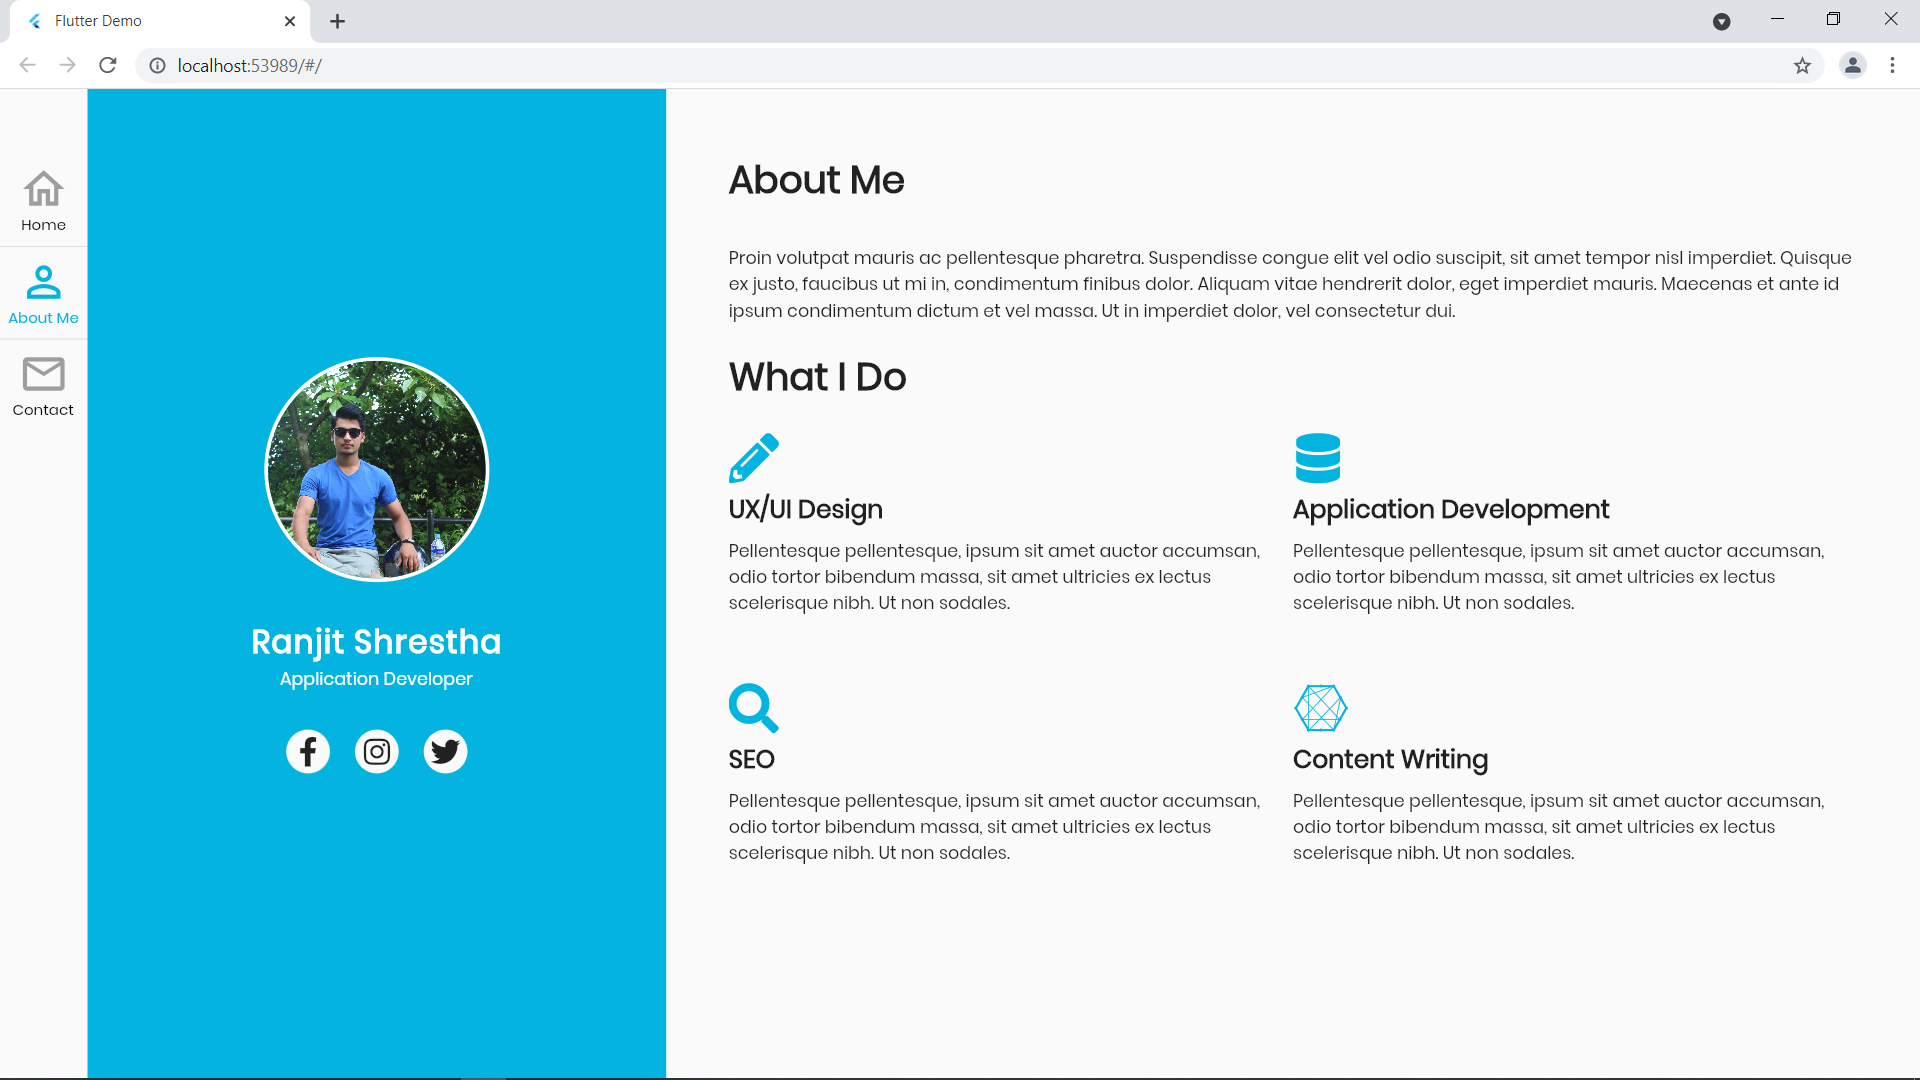 Flutter Demo
localhost:53989/#/
Home
About Me
Contact
Ranjit Shrestha
Application Developer
About Me
Proin volutpat mauris ac pellentesque pharetra. Suspendisse congue elit vel odio suscipit, sit amet tempor nisl imperdiet. Quisque
ex justo, faucibus ut mi in, condimentum finibus dolor. Aliquam vitae hendrerit dolor, eget imperdiet mauris. Maecenas et ante id
ipsum condimentum dictum et vel massa. Ut in imperdiet dolor, vel consectetur dui.
What I Do
UX/UI Design
Pellentesque pellentesque, ipsum sit amet auctor accumsan,
odio tortor bibendum massa, sit amet ultricies ex lectus
scelerisque nibh. Ut non sodales.
Application Development
Pellentesque pellentesque, ipsum sit amet auctor accumsan,
odio tortor bibendum massa, sit amet ultricies ex lectus
scelerisque nibh. Ut non sodales.
SEO
Pellentesque pellentesque, ipsum sit amet auctor accumsan,
odio tortor bibendum massa, sit amet ultricies ex lectus
scelerisque nibh. Ut non sodales.
Content Writing
Pellentesque pellentesque, ipsum sit amet auctor accumsan,
odio tortor bibendum massa, sit amet ultricies ex lectus
scelerisque nibh. Ut non sodales.